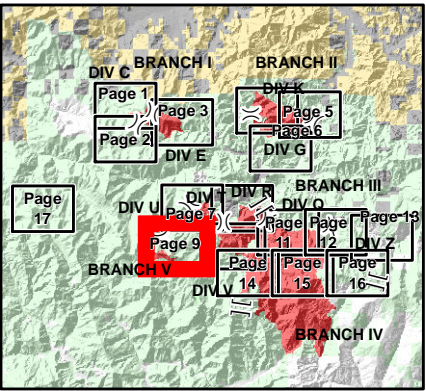 BRANCH I
BRANCH II
DIV C
DIV K
Page 1
Page 3
Page 5
Page 6
Page 2
DIV E
DIV G
BRANCH III
Page
17
DIV U
DIV R
DIV Q
Page 7
Page 13
Page
11
Page
12
Page 9
DIV Z
BRANCH V
DIV V
Page
14
Page
15
Page
16
BRANCH IV